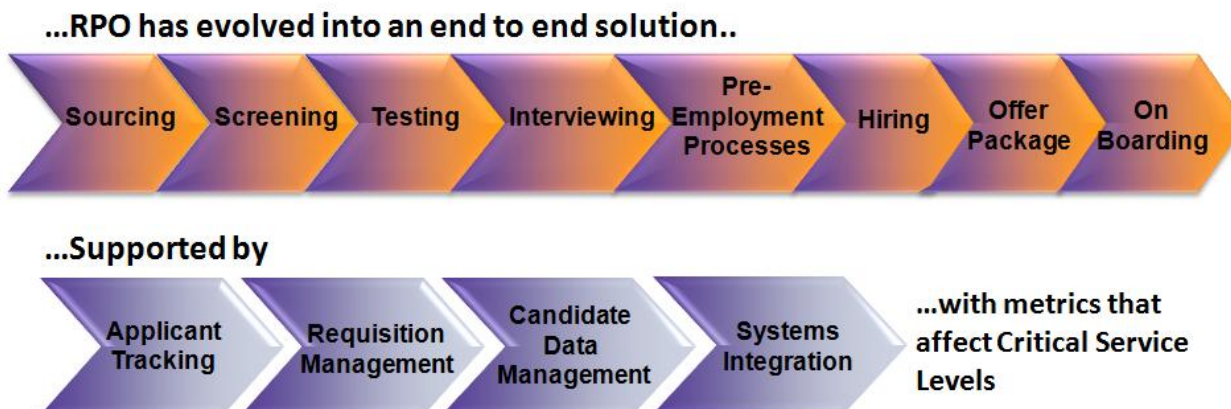 ...RPO has evolved into an end to end solution..
Sourcing
Screening
Testing
Interviewing
Pre-
Employment
Processes
Hiring
Offer
Package
On
Boarding
...Supported by
Applicant
Tracking
Requisition
Management
Candidate
Data
Management
Systems
Integration
...with metrics that
affect Critical Service
Levels